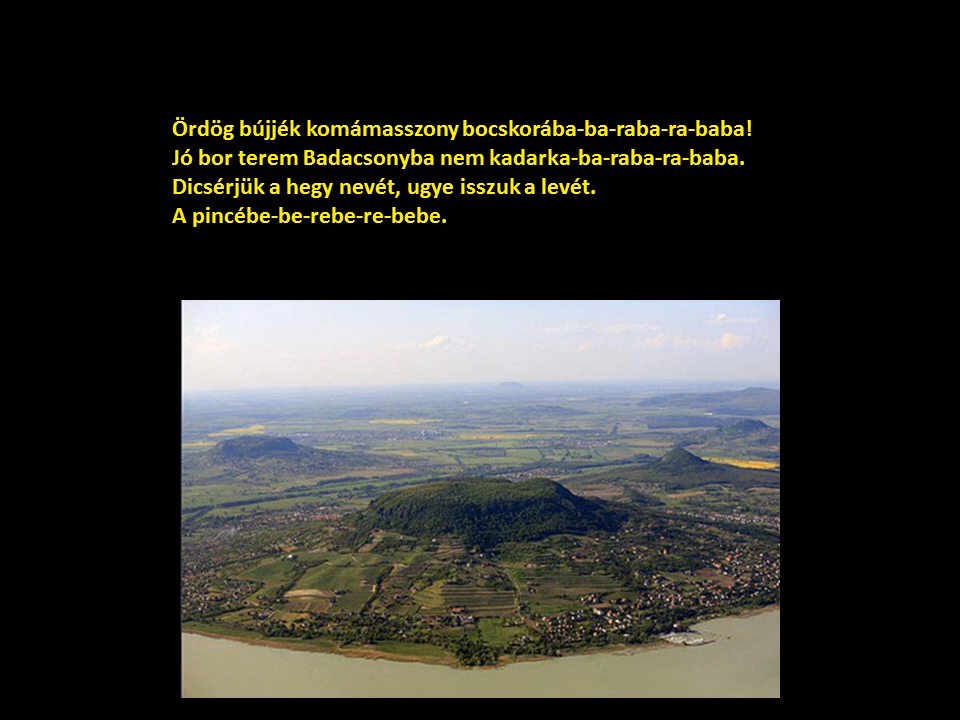 Ördög bújjék komámasszony bocskorába-ba-raba-ra-baba!
Jó bor terem Badacsonyba nem kadarka-ba-raba-ra-baba.
Dicsérjük a hegy nevét, ugye isszuk a levét.
A pincébe-be-rebe-re-bebe.